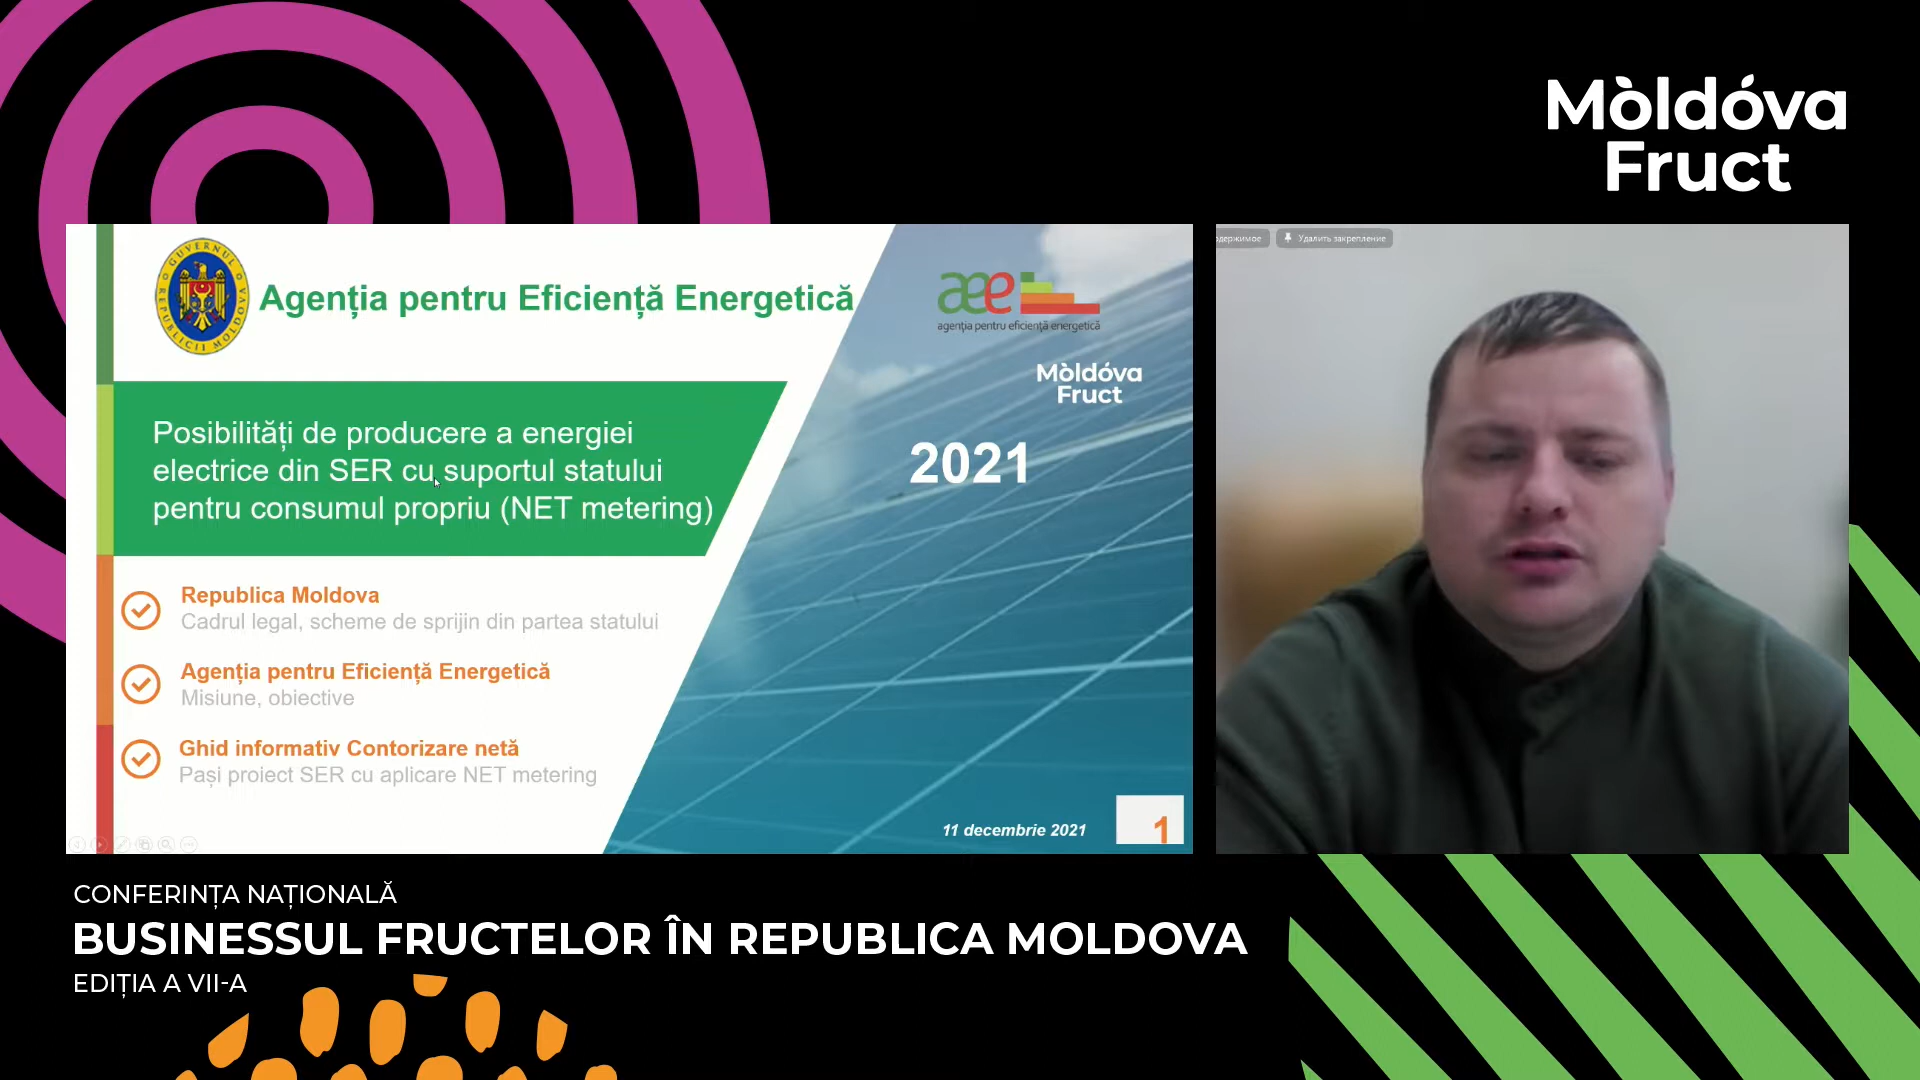 Mòldóva
Fruct
GUVERNUL
REPUBLICII MOLDOVA
Agenția pentru Eficiență Energetică
aee
agenția pentru eficiență energetică
Mòldóva
Fruct
2021
Posibilități de producere a energiei
electrice din SER cu suportul statului
pentru consumul propriu (NET metering)
Republica Moldova
Cadrul legal, scheme de sprijin din partea statului
Agenția pentru Eficiență Energetică
Misiune, obiective
Ghid informativ Contorizare netă
Pași proiect SER cu aplicare NET metering
11 decembrie 2021
1
Удалить закрепление
CONFERINȚA NAȚIONALĂ
BUSINESSUL FRUCTELOR ÎN REPUBLICA MOLDOVA
EDIȚIA A VII-A